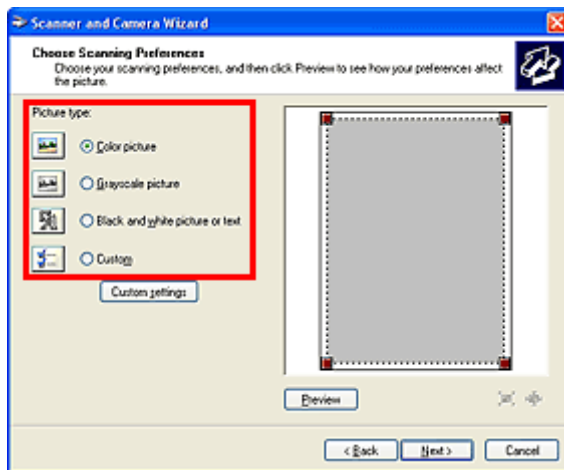 Scanner and Camera Wizard
Choose Scanning Preferences
Choose your scanning preferences, and then click Preview to see how your preferences affect
the picture.
Picture type:
Color picture
Grayscale picture
Black and white picture or text
Custom
Custom settings
Preview
< Back
Next >
Cancel